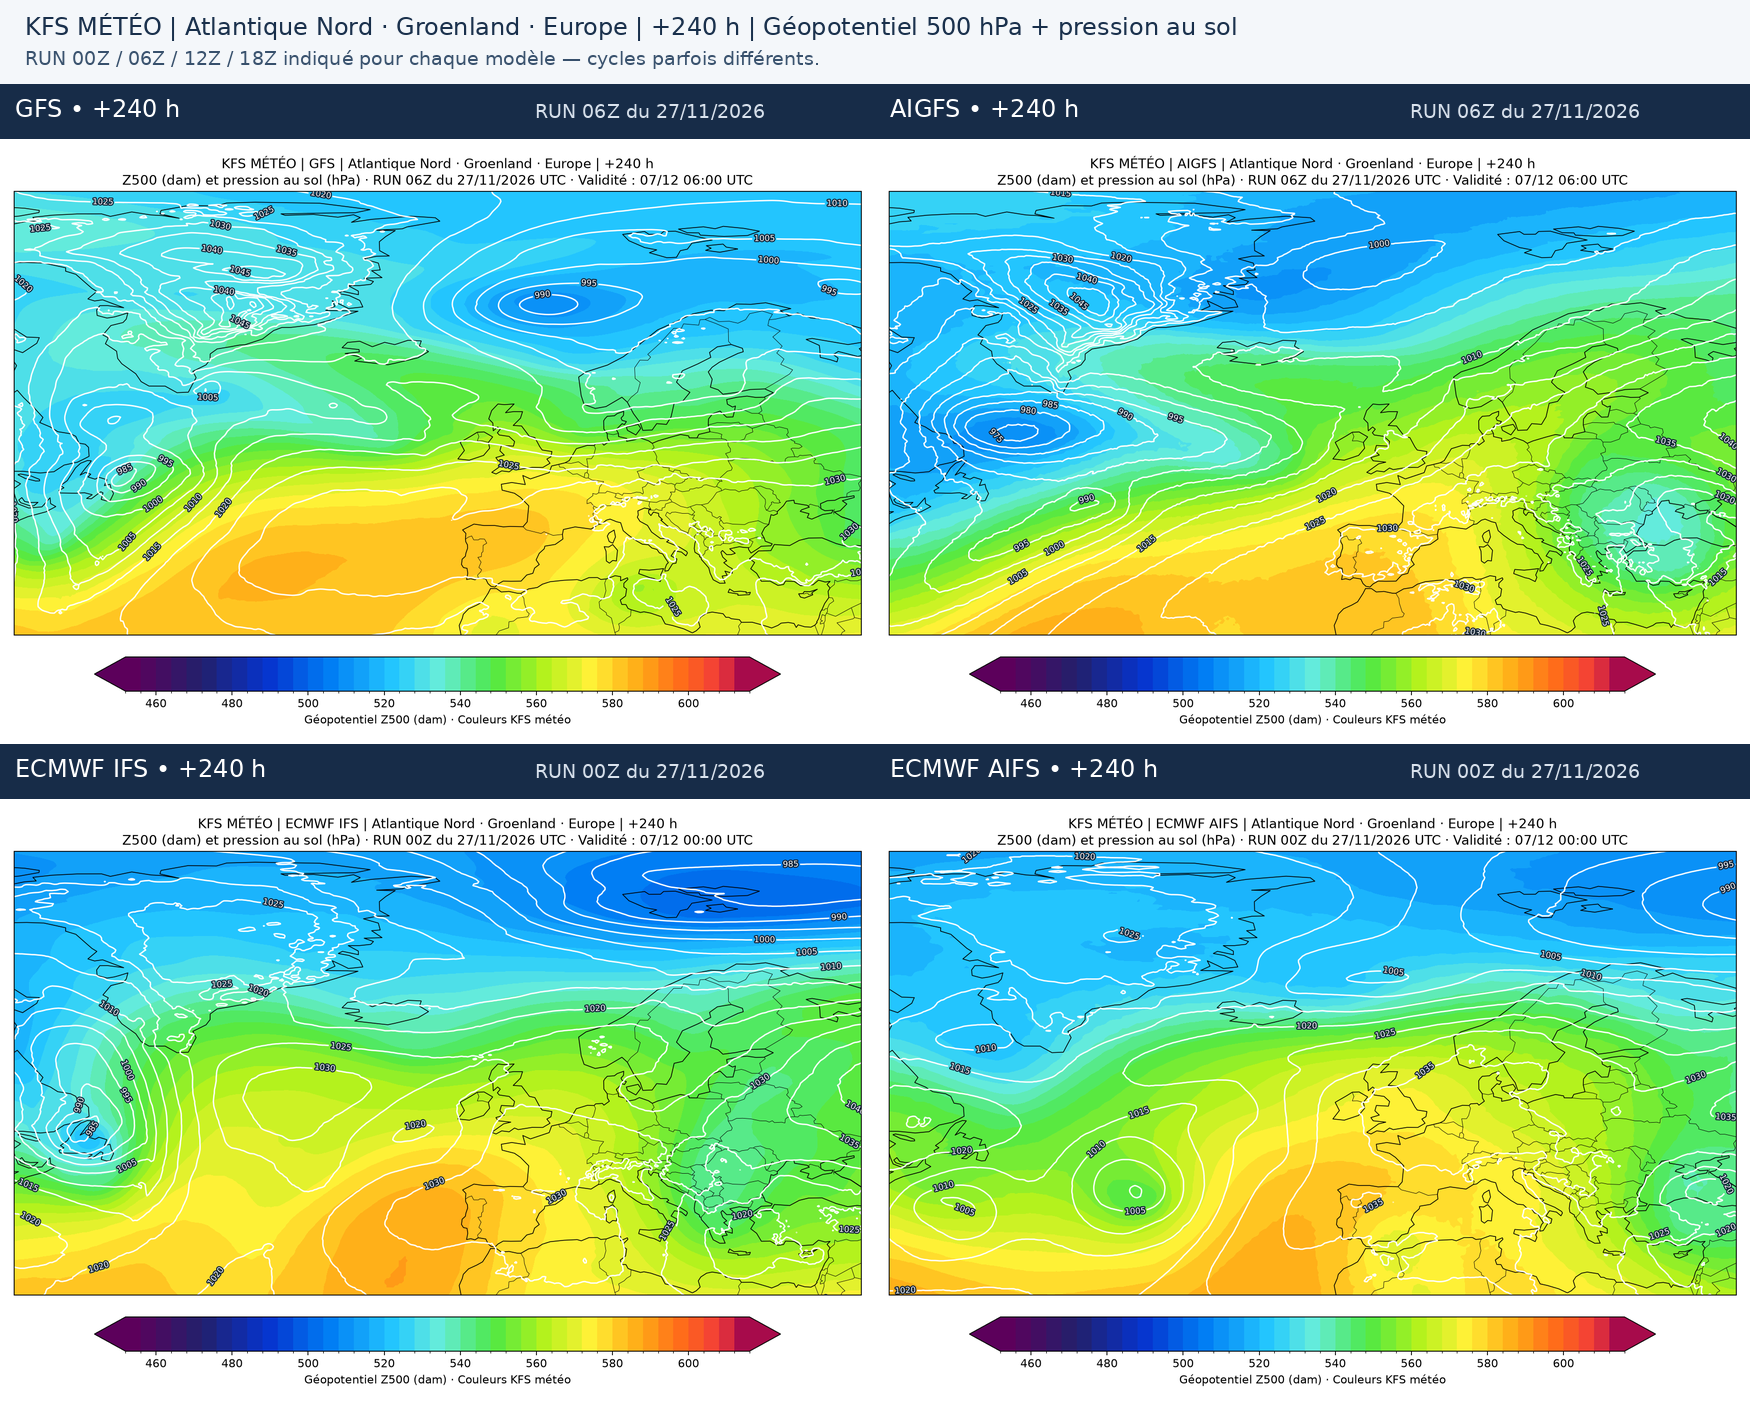 KFS MÉTÉO | Atlantique Nord · Groenland · Europe | +240 h | Géopotentiel 500 hPa + pression au sol
RUN 00Z / 06Z / 12Z / 18Z indiqué pour chaque modèle — cycles parfois différents.
GFS • +240 h
RUN 06Z du 27/11/2026
AIGFS • +240 h
RUN 06Z du 27/11/2026
KFS MÉTÉO | GFS | Atlantique Nord · Groenland · Europe | +240 h
Z500 (dam) et pression au sol (hPa) · RUN 06Z du 27/11/2026 UTC · Validité : 07/12 06:00 UTC
KFS MÉTÉO | AIGFS | Atlantique Nord · Groenland · Europe | +240 h
Z500 (dam) et pression au sol (hPa) · RUN 06Z du 27/11/2026 UTC · Validité : 07/12 06:00 UTC
460 480 500 520 540 560 580 600
Géopotentiel Z500 (dam) · Couleurs KFS météo
460 480 500 520 540 560 580 600
Géopotentiel Z500 (dam) · Couleurs KFS météo
ECMWF IFS • +240 h
RUN 00Z du 27/11/2026
ECMWF AIFS • +240 h
RUN 00Z du 27/11/2026
KFS MÉTÉO | ECMWF IFS | Atlantique Nord · Groenland · Europe | +240 h
Z500 (dam) et pression au sol (hPa) · RUN 00Z du 27/11/2026 UTC · Validité : 07/12 00:00 UTC
KFS MÉTÉO | ECMWF AIFS | Atlantique Nord · Groenland · Europe | +240 h
Z500 (dam) et pression au sol (hPa) · RUN 00Z du 27/11/2026 UTC · Validité : 07/12 00:00 UTC
460 480 500 520 540 560 580 600
Géopotentiel Z500 (dam) · Couleurs KFS météo
460 480 500 520 540 560 580 600
Géopotentiel Z500 (dam) · Couleurs KFS météo